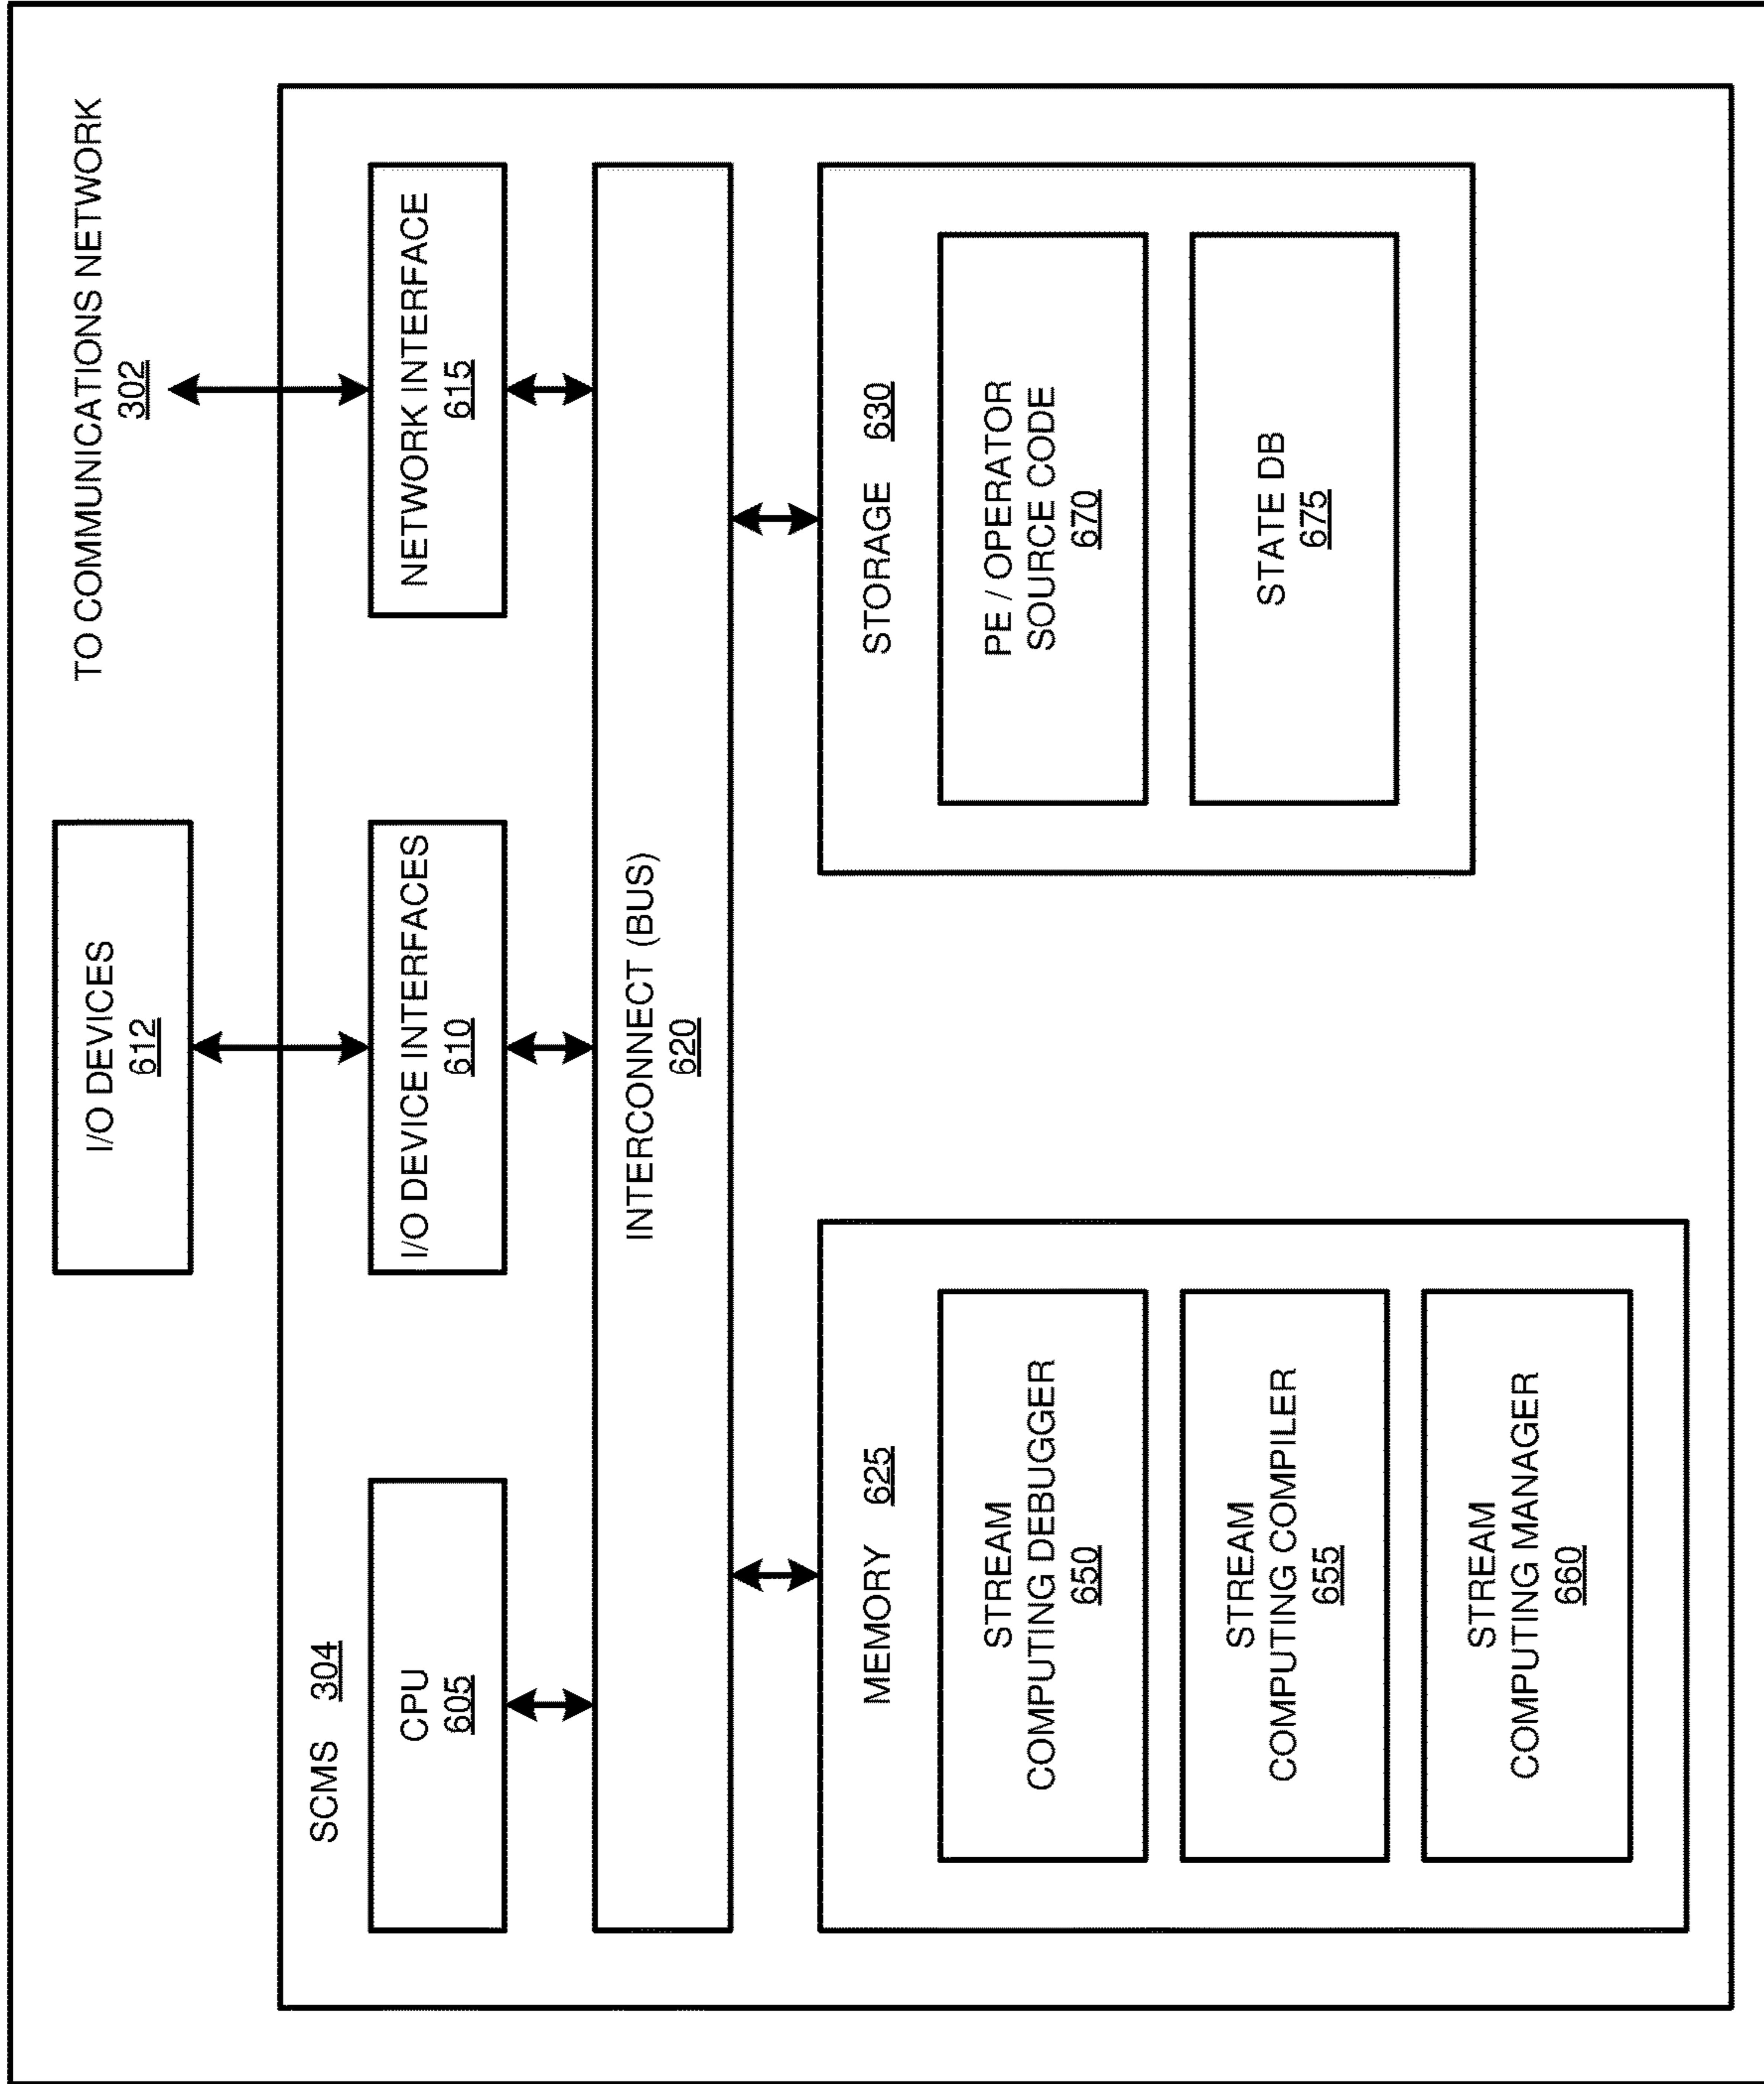 TO COMMUNICATIONS NETWORK
302
I/O DEVICES
612
SCMS 304
CPU
605
I/O DEVICE INTERFACES
610
NETWORK INTERFACE
615
INTERCONNECT (BUS)
620
MEMORY 625
STREAM
COMPUTING DEBUGGER
650
STREAM
COMPUTING COMPILER
655
STREAM
COMPUTING MANAGER
660
STORAGE 630
PE / OPERATOR
SOURCE CODE
670
STATE DB
675